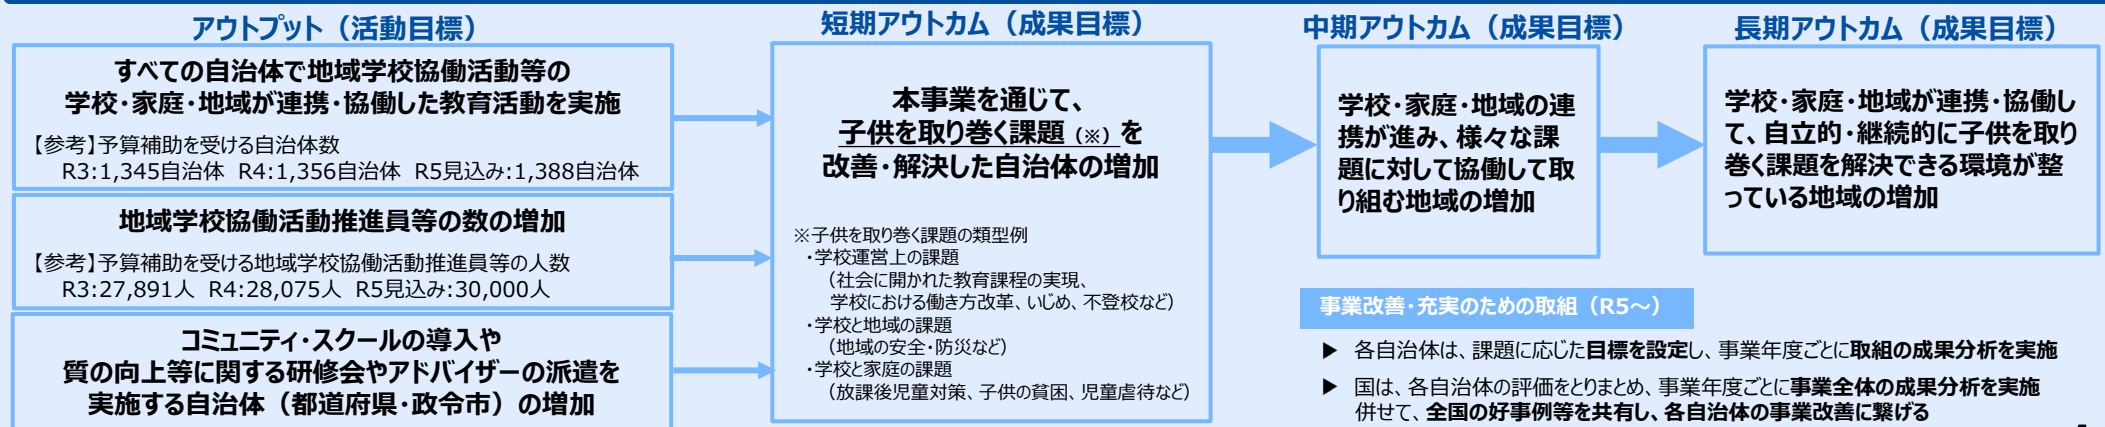 アウトプット（活動目標）
すべての自治体で地域学校協働活動等の
学校・家庭・地域が連携・協働した教育活動を実施
【参考】予算補助を受ける自治体数
R3:1,345自治体 R4:1,356自治体 R5見込み:1,388自治体
地域学校協働活動推進員等の数の増加
【参考】予算補助を受ける地域学校協働活動推進員等の人数
R3:27,891人 R4:28,075人 R5見込み:30,000人
コミュニティ・スクールの導入や
質の向上等に関する研修会やアドバイザーの派遣を
実施する自治体（都道府県・政令市）の増加
短期アウトカム（成果目標）
本事業を通じて、
子供を取り巻く課題（※）を
改善・解決した自治体の増加
※子供を取り巻く課題の類型例
・学校運営上の課題
（社会に開かれた教育課程の実現、
学校における働き方改革、いじめ、不登校など）
・学校と地域の課題
（地域の安全・防災など）
・学校と家庭の課題
（放課後児童対策、子供の貧困、児童虐待など）
中期アウトカム（成果目標）
学校・家庭・地域の連
携が進み、様々な課
題に対して協働して取
り組む地域の増加
長期アウトカム（成果目標）
学校・家庭・地域が連携・協働し
て、自立的・継続的に子供を取り
巻く課題を解決できる環境が整
っている地域の増加
事業改善・充実のための取組（R5～）
▶ 各自治体は、課題に応じた目標を設定し、事業年度ごとに取組の成果分析を実施
▶ 国は、各自治体の評価をとりまとめ、事業年度ごとに事業全体の成果分析を実施
併せて、全国の好事例等を共有し、各自治体の事業改善に繋げる